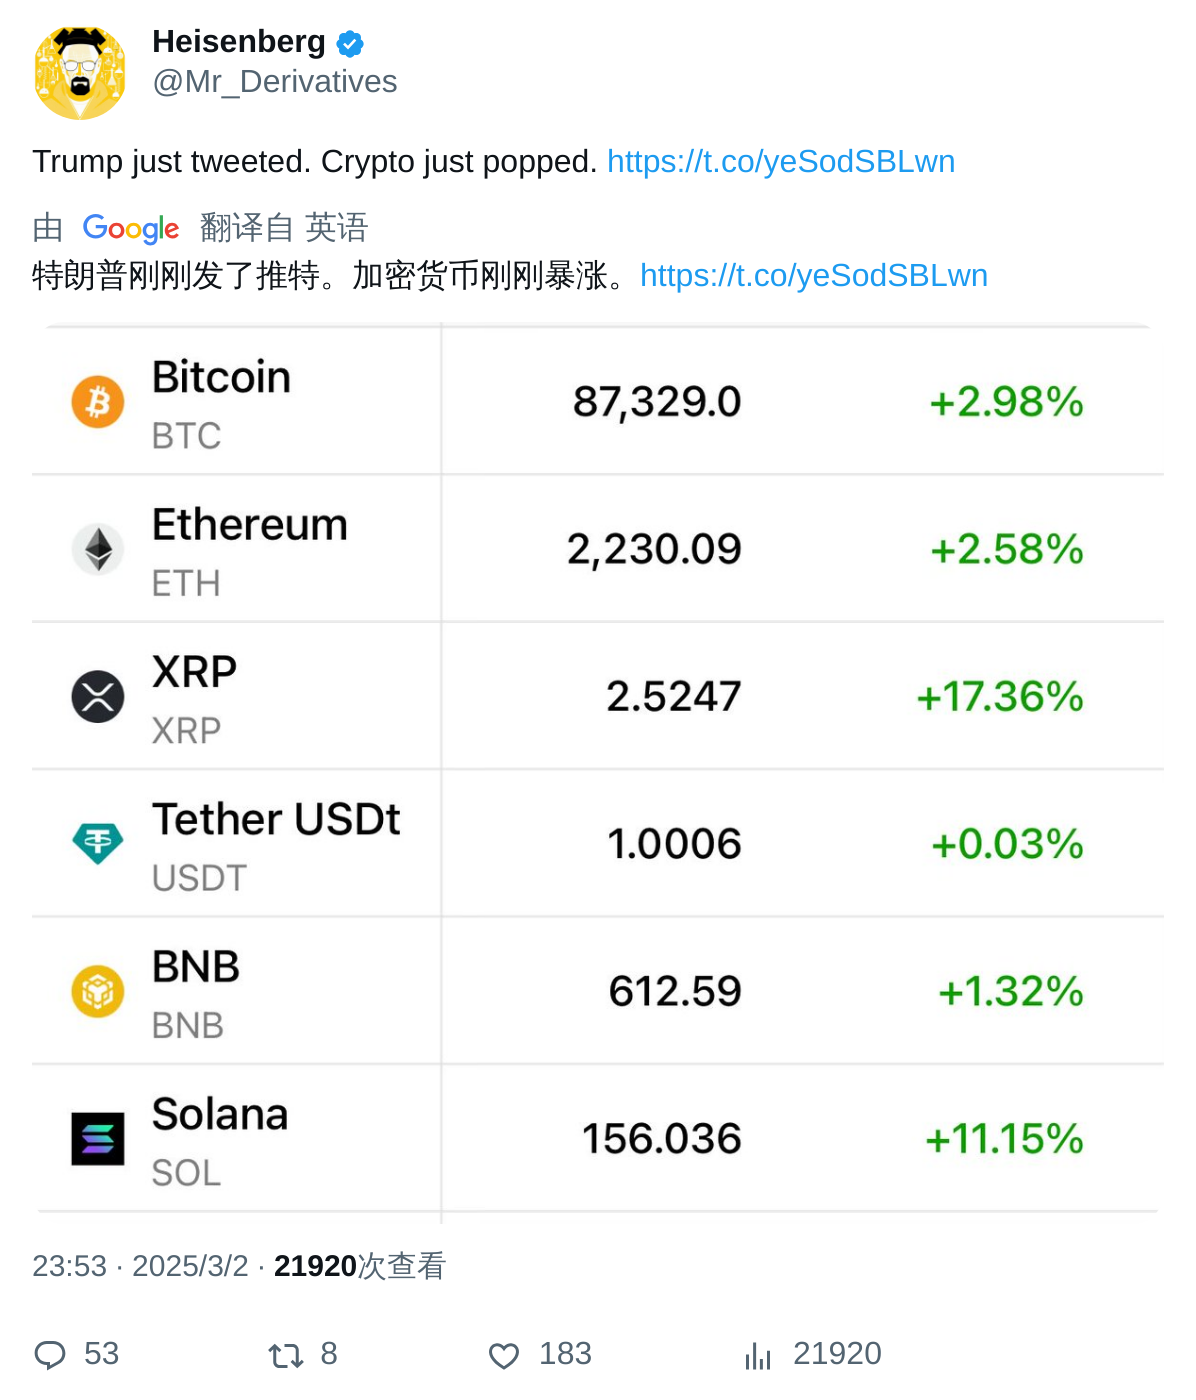 Heisenberg
@Mr_Derivatives
Trump just tweeted. Crypto just popped. https://t.co/yeSodSBLwn
由 Google 翻译自 英语
特朗普刚刚发了推特。加密货币刚刚暴涨。https://t.co/yeSodSBLwn
Bitcoin
BTC
87,329.0
+2.98%
Ethereum
ETH
2,230.09
+2.58%
XRP
XRP
2.5247
+17.36%
Tether USDt
USDT
1.0006
+0.03%
BNB
BNB
612.59
+1.32%
Solana
SOL
156.036
+11.15%
23:53 · 2025/3/2 · 21920次查看
53 8 183 21920